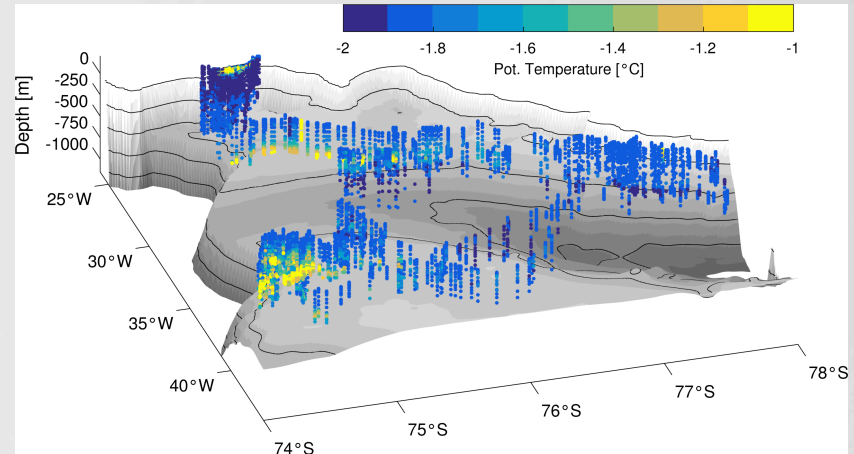 -2 -1.8 -1.6 -1.4 -1.2 -1
Pot. Temperature [°C]
Depth [m]
0
-250
-500
-750
-1000
25°W
30°W
35°W
40°W
74°S
75°S
76°S
77°S
78°S